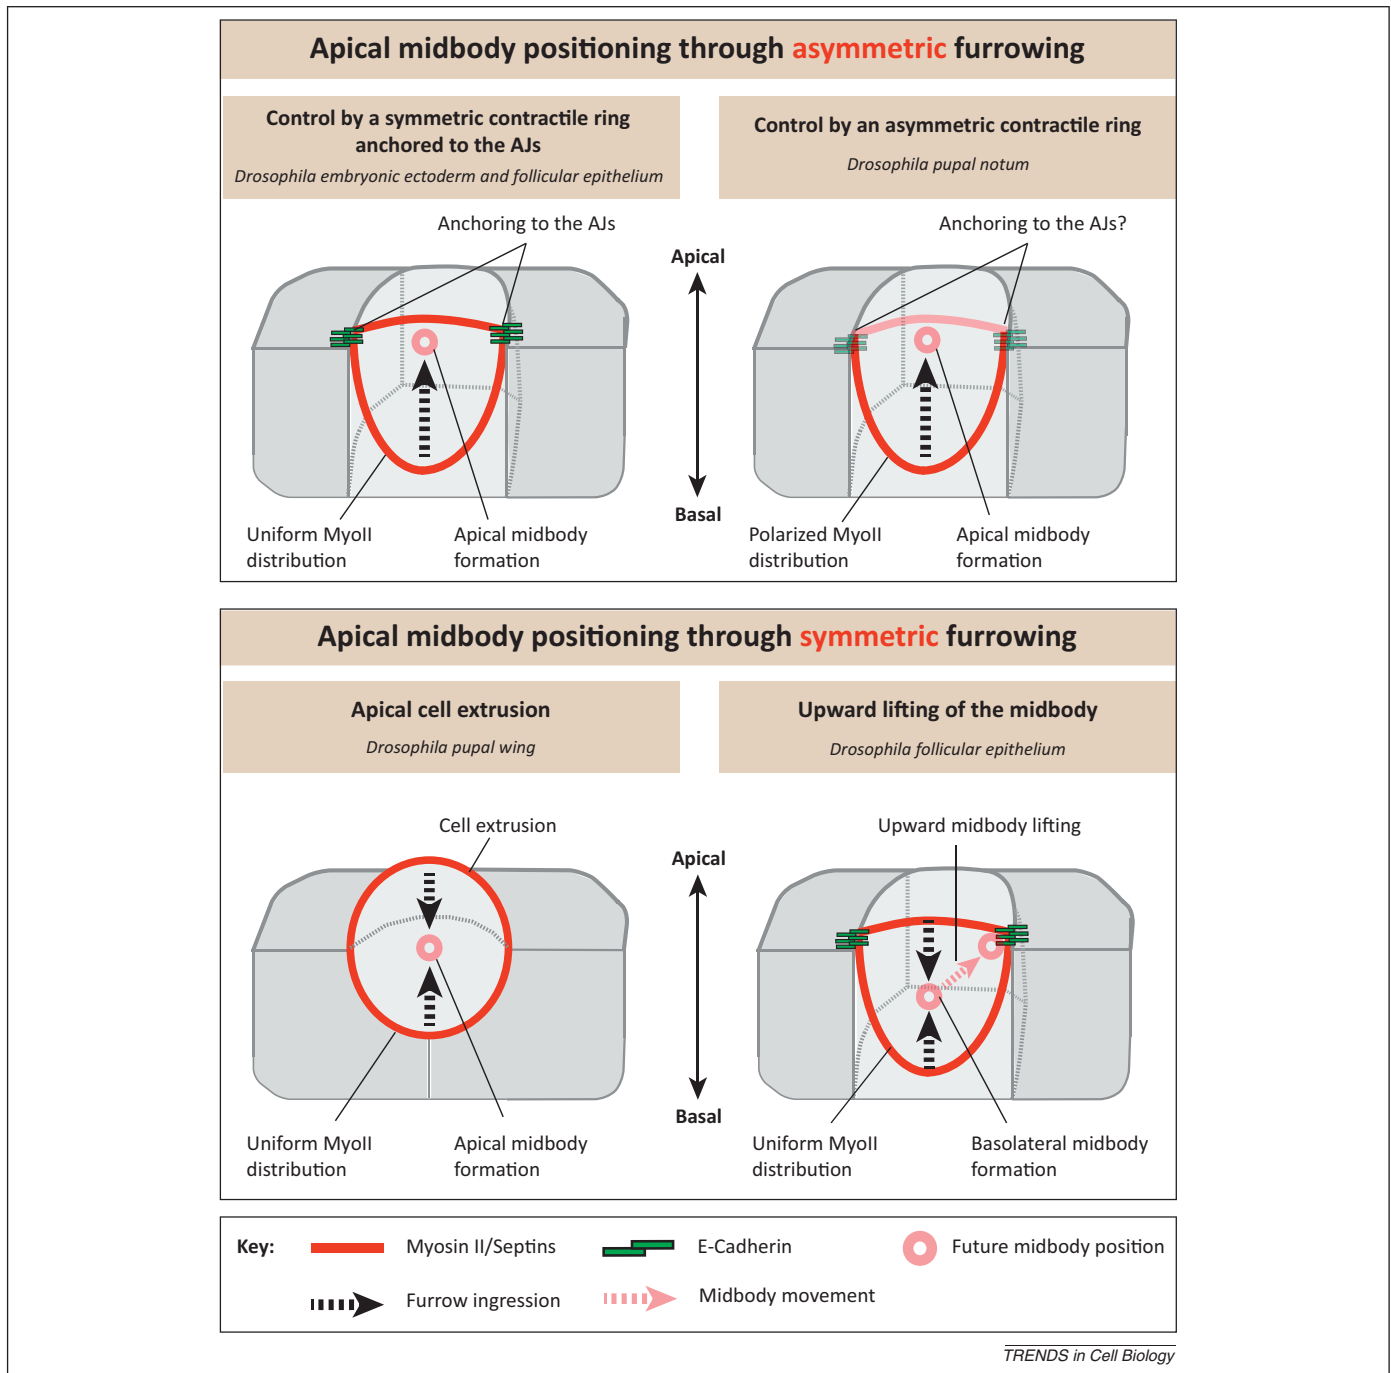 Apical midbody positioning through asymmetric furrowing
Control by a symmetric contractile ring
anchored to the AJs
Drosophila embryonic ectoderm and follicular epithelium
Control by an asymmetric contractile ring
Drosophila pupal notum
Anchoring to the AJs
Anchoring to the AJs?
Apical
Basal
Uniform MyoII
distribution
Apical midbody
formation
Polarized MyoII
distribution
Apical midbody
formation
Apical midbody positioning through symmetric furrowing
Apical cell extrusion
Drosophila pupal wing
Upward lifting of the midbody
Drosophila follicular epithelium
Cell extrusion
Upward midbody lifting
Apical
Basal
Uniform MyoII
distribution
Apical midbody
formation
Uniform MyoII
distribution
Basolateral midbody
formation
Key:
Myosin II/Septins
E-Cadherin
Future midbody position
Furrow ingression
Midbody movement
TRENDS in Cell Biology